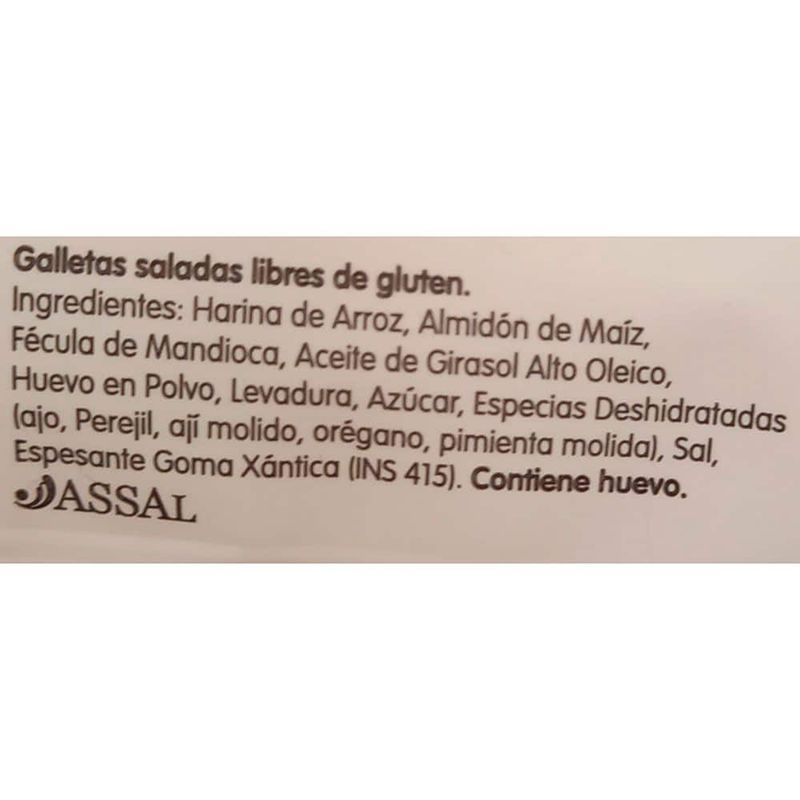 Galletas saladas libres de gluten.
Ingredientes: Harina de Arroz, Almidón de Maíz,
Fécula de Mandioca, Aceite de Girasol Alto Oleico,
Huevo en Polvo, Levadura, Azúcar, Especias Deshidratadas
(ajo, Perejil, ají molido, orégano, pimienta molida), Sal,
Espesante Goma Xántica (INS 415). Contiene huevo.
ASSAL